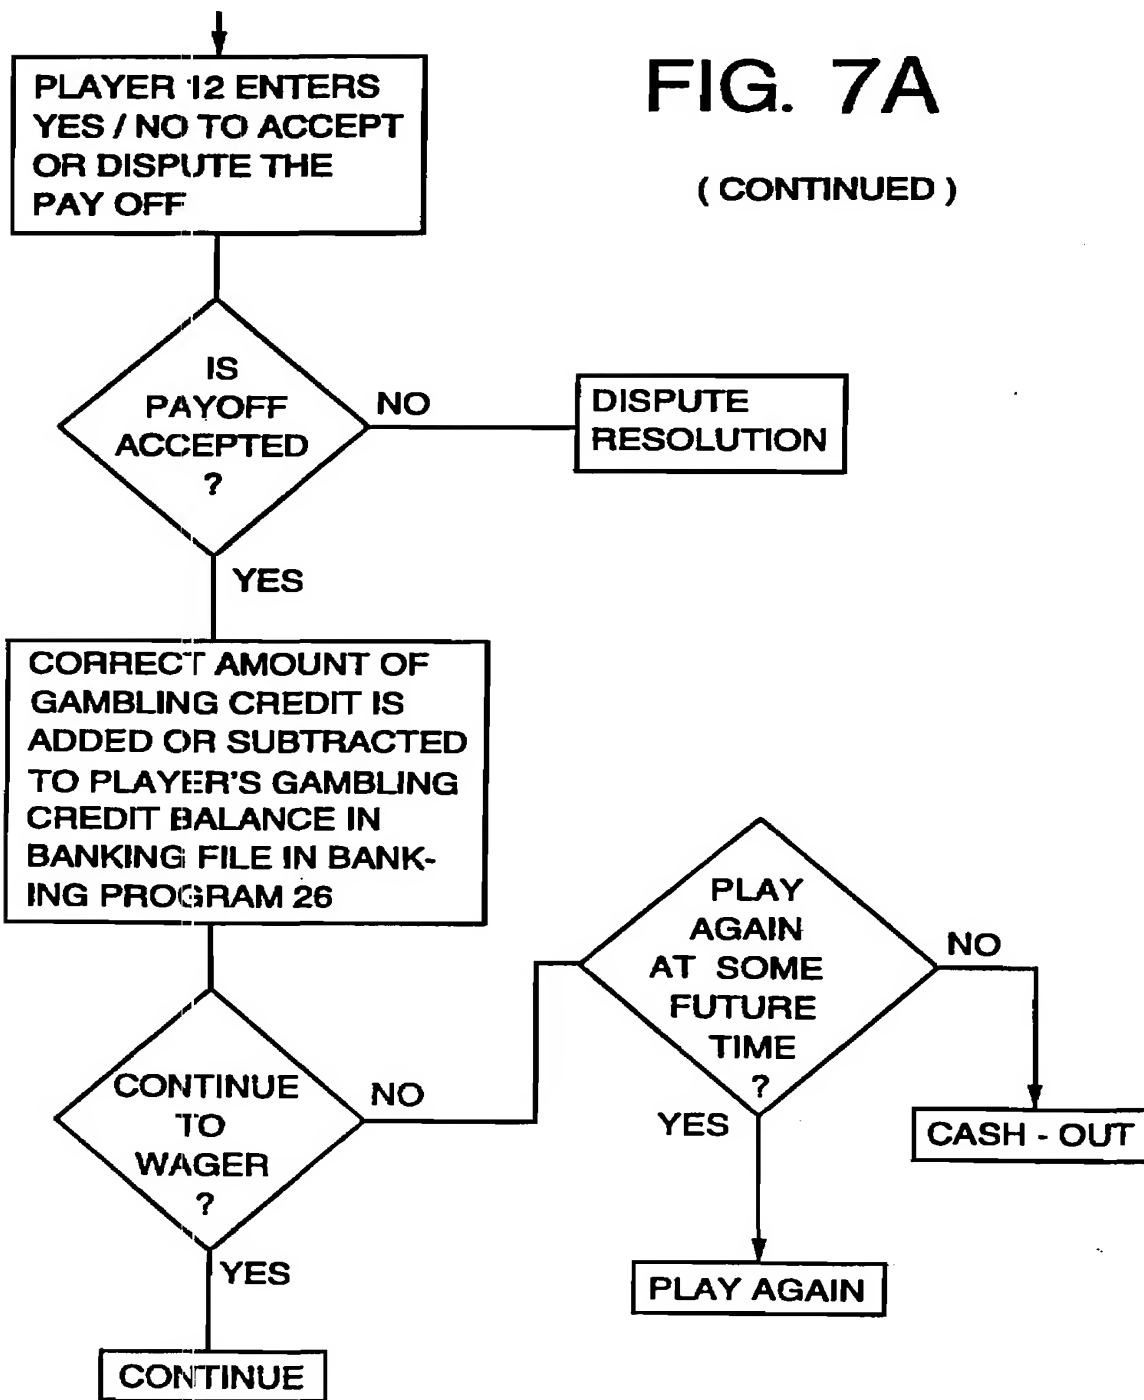 FIG. 7A
( CONTINUED )
PLAYER 12 ENTERS
YES / NO TO ACCEPT
OR DISPUTE THE
PAY OFF
IS
PAYOFF
ACCEPTED
?
NO
DISPUTE
RESOLUTION
YES
CORRECT AMOUNT OF
GAMBLING CREDIT IS
ADDED OR SUBTRACTED
TO PLAYER'S GAMBLING
CREDIT BALANCE IN
BANKING FILE IN BANK-
ING PROGRAM 26
CONTINUE
TO
WAGER
?
NO
YES
CONTINUE
PLAY
AGAIN
AT SOME
FUTURE
TIME
?
NO
CASH - OUT
YES
PLAY AGAIN